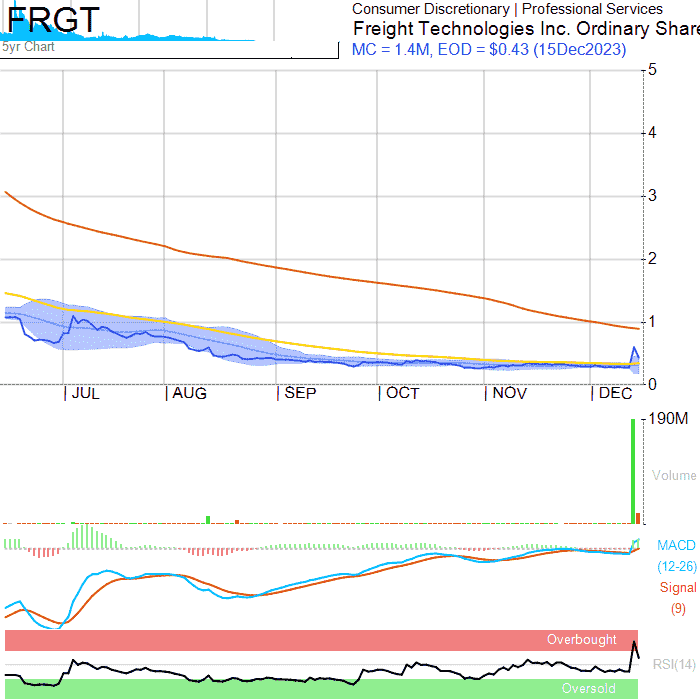 FRGT
5yr Chart
Consumer Discretionary | Professional Services
Freight Technologies Inc. Ordinary Share
MC = 1.4M, EOD = $0.43 (15Dec2023)
5
4
3
2
1
0
JUL
AUG
SEP
OCT
NOV
DEC
190M
Volume
MACD
(12-26)
Signal
(9)
Overbought
RSI(14)
Oversold